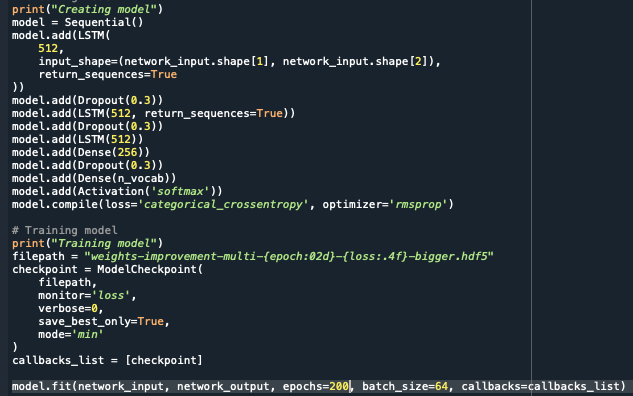 print("Creating model")
model = Sequential()
model.add(LSTM(
    512,
    input_shape=(network_input.shape[1], network_input.shape[2]),
    return_sequences=True
))
model.add(Dropout(0.3))
model.add(LSTM(512, return_sequences=True))
model.add(Dropout(0.3))
model.add(LSTM(512))
model.add(Dense(256))
model.add(Dropout(0.3))
model.add(Dense(n_vocab))
model.add(Activation('softmax'))
model.compile(loss='categorical_crossentropy', optimizer='rmsprop')
# Training model
print("Training model")
filepath = "weights-improvement-multi-{epoch:02d}-{loss:.4f}-bigger.hdf5"
checkpoint = ModelCheckpoint(
    filepath,
    monitor='loss',
    verbose=0,
    save_best_only=True,
    mode='min'
)
callbacks_list = [checkpoint]
model.fit(network_input, network_output, epochs=200, batch_size=64, callbacks=callbacks_list)